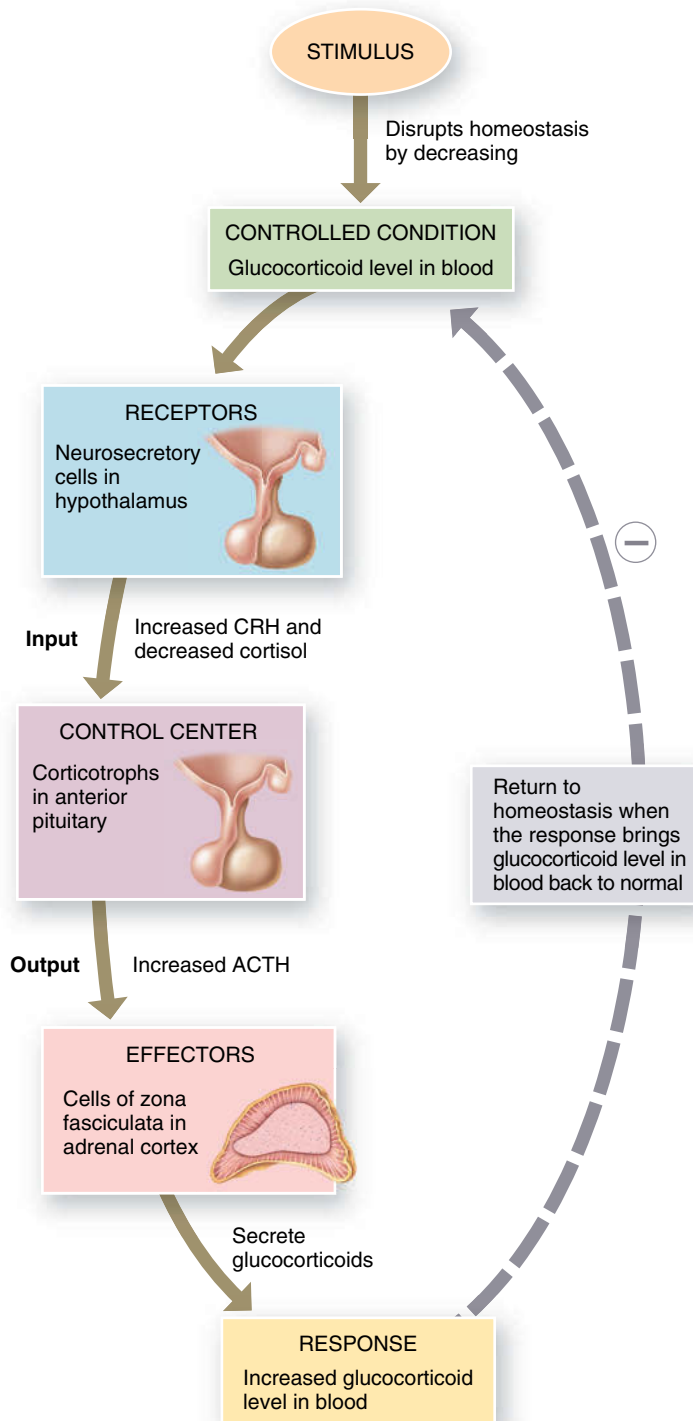 STIMULUS
Disrupts homeostasis
by decreasing
CONTROLLED CONDITION
Glucocorticoid level in blood
RECEPTORS
Neurosecretory
cells in
hypothalamus
Input
Increased CRH and
decreased cortisol
CONTROL CENTER
Corticotrophs
in anterior
pituitary
Return to
homeostasis when
the response brings
glucocorticoid level in
blood back to normal
Output
Increased ACTH
EFFECTORS
Cells of zona
fasciculata in
adrenal cortex
Secrete
glucocorticoids
RESPONSE
Increased glucocorticoid
level in blood